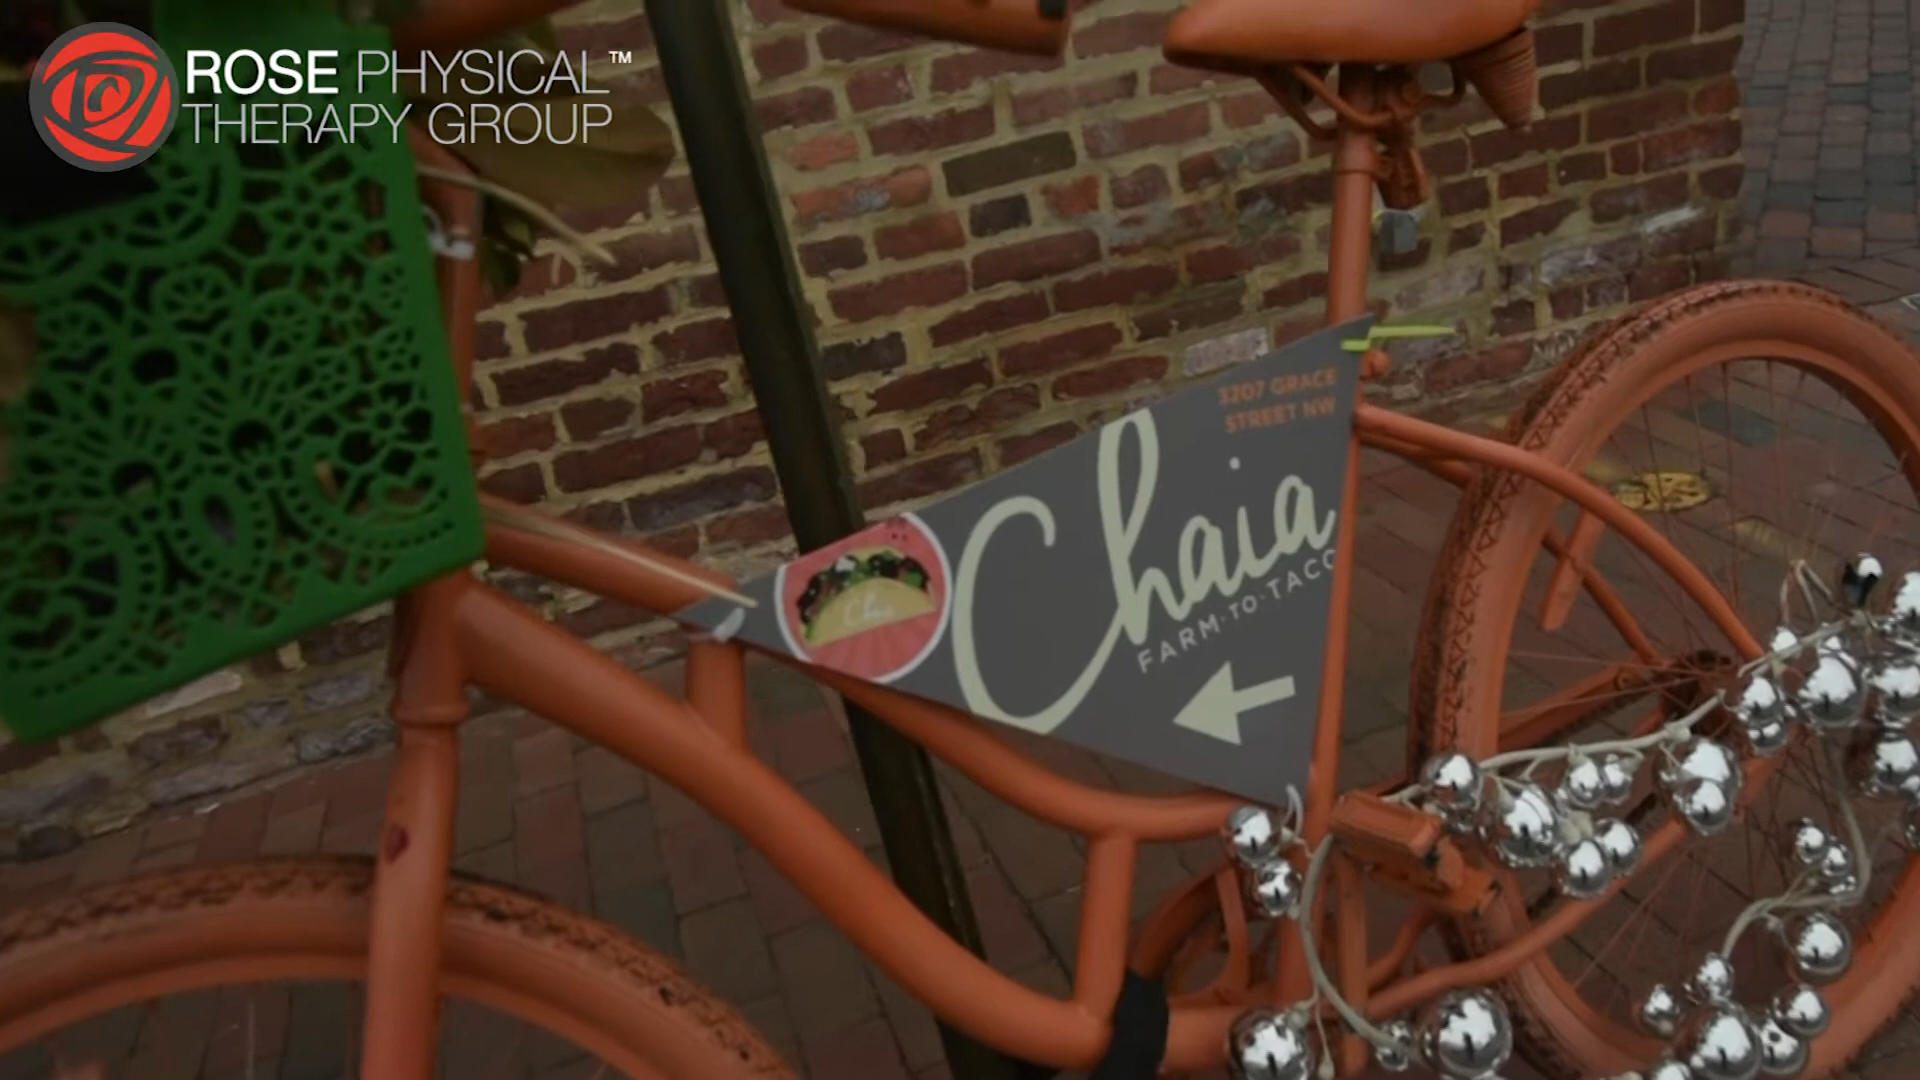 ROSE PHYSICAL™
THERAPY GROUP
3207 GRACE
STREET NW
Chaia
FARM·TO·TACO